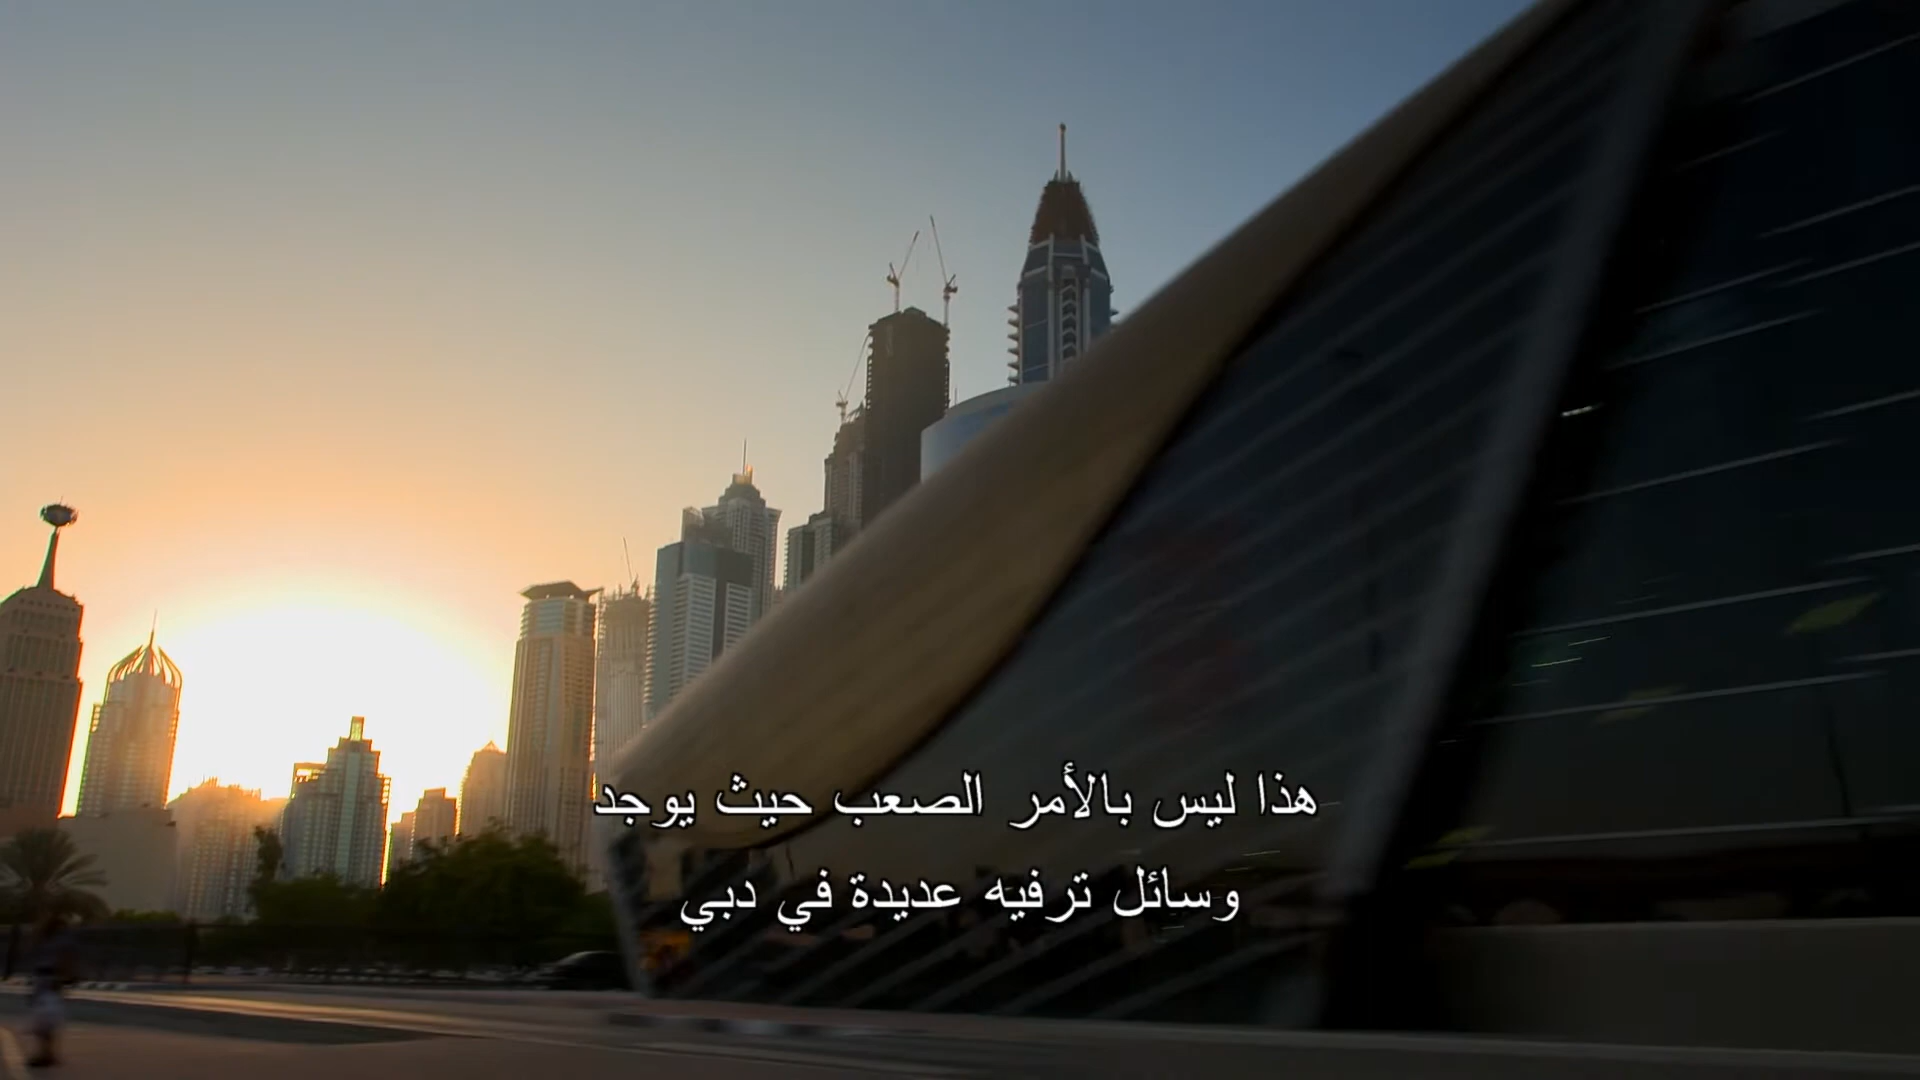 هذا ليس بالأمر الصعب حيث يوجد
وسائل ترفيه عديدة في دبي